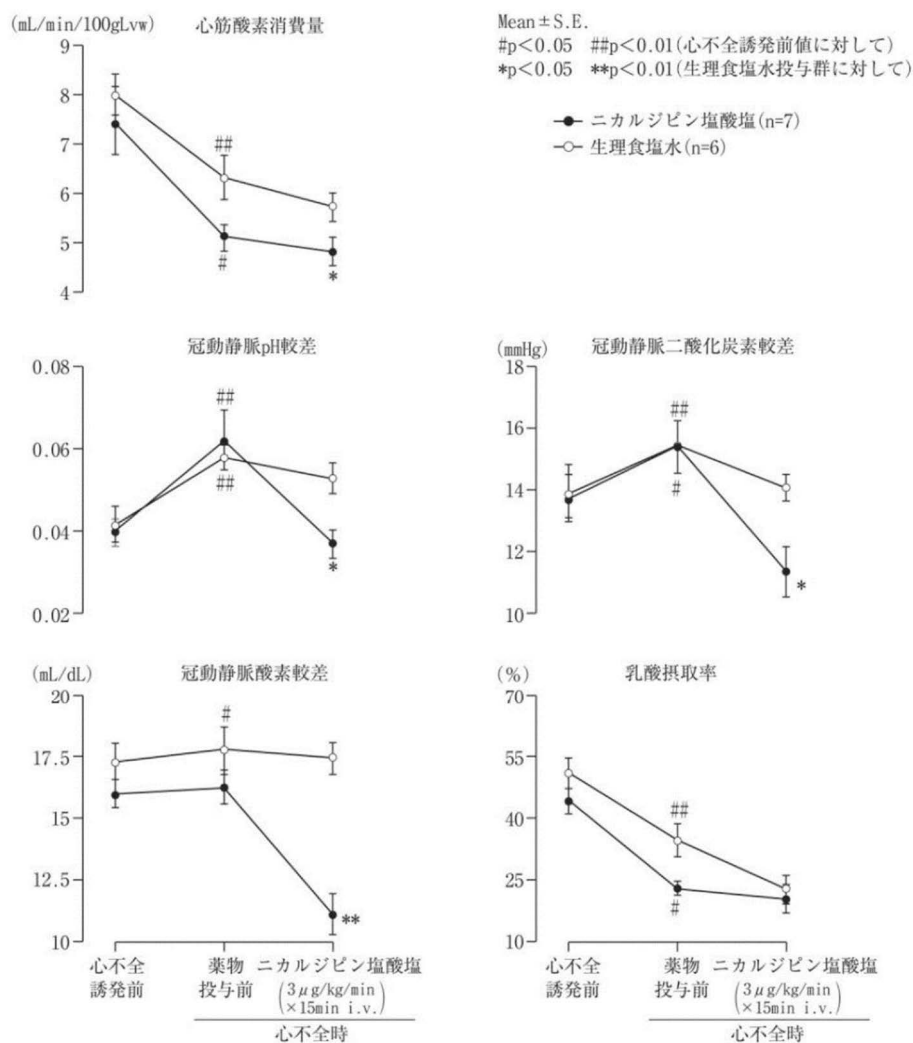 (mL/min/100gLvw) 心筋酸素消費量
9
8
7
6
5
4
##
#
*
Mean±S.E.
#p<0.05 ##p<0.01(心不全誘発前値に対して)
*p<0.05 **p<0.01(生理食塩水投与群に対して)
ニカルジピン塩酸塩(n=7)
生理食塩水(n=6)
冠動静脈pH較差
0.08
0.06
0.04
0.02
##
##
*
(mmHg) 冠動静脈二酸化炭素較差
18
16
14
12
10
##
#
*
(mL/dL) 冠動静脈酸素較差
20
17.5
15
12.5
10
#
**
心不全 薬物 ニカルジピン塩酸塩
誘発前 投与前 (3μg/kg/min
×15min i.v.)
心不全時
(%) 乳酸摂取率
70
55
40
25
10
##
#
心不全 薬物 ニカルジピン塩酸塩
誘発前 投与前 (3μg/kg/min
×15min i.v.)
心不全時